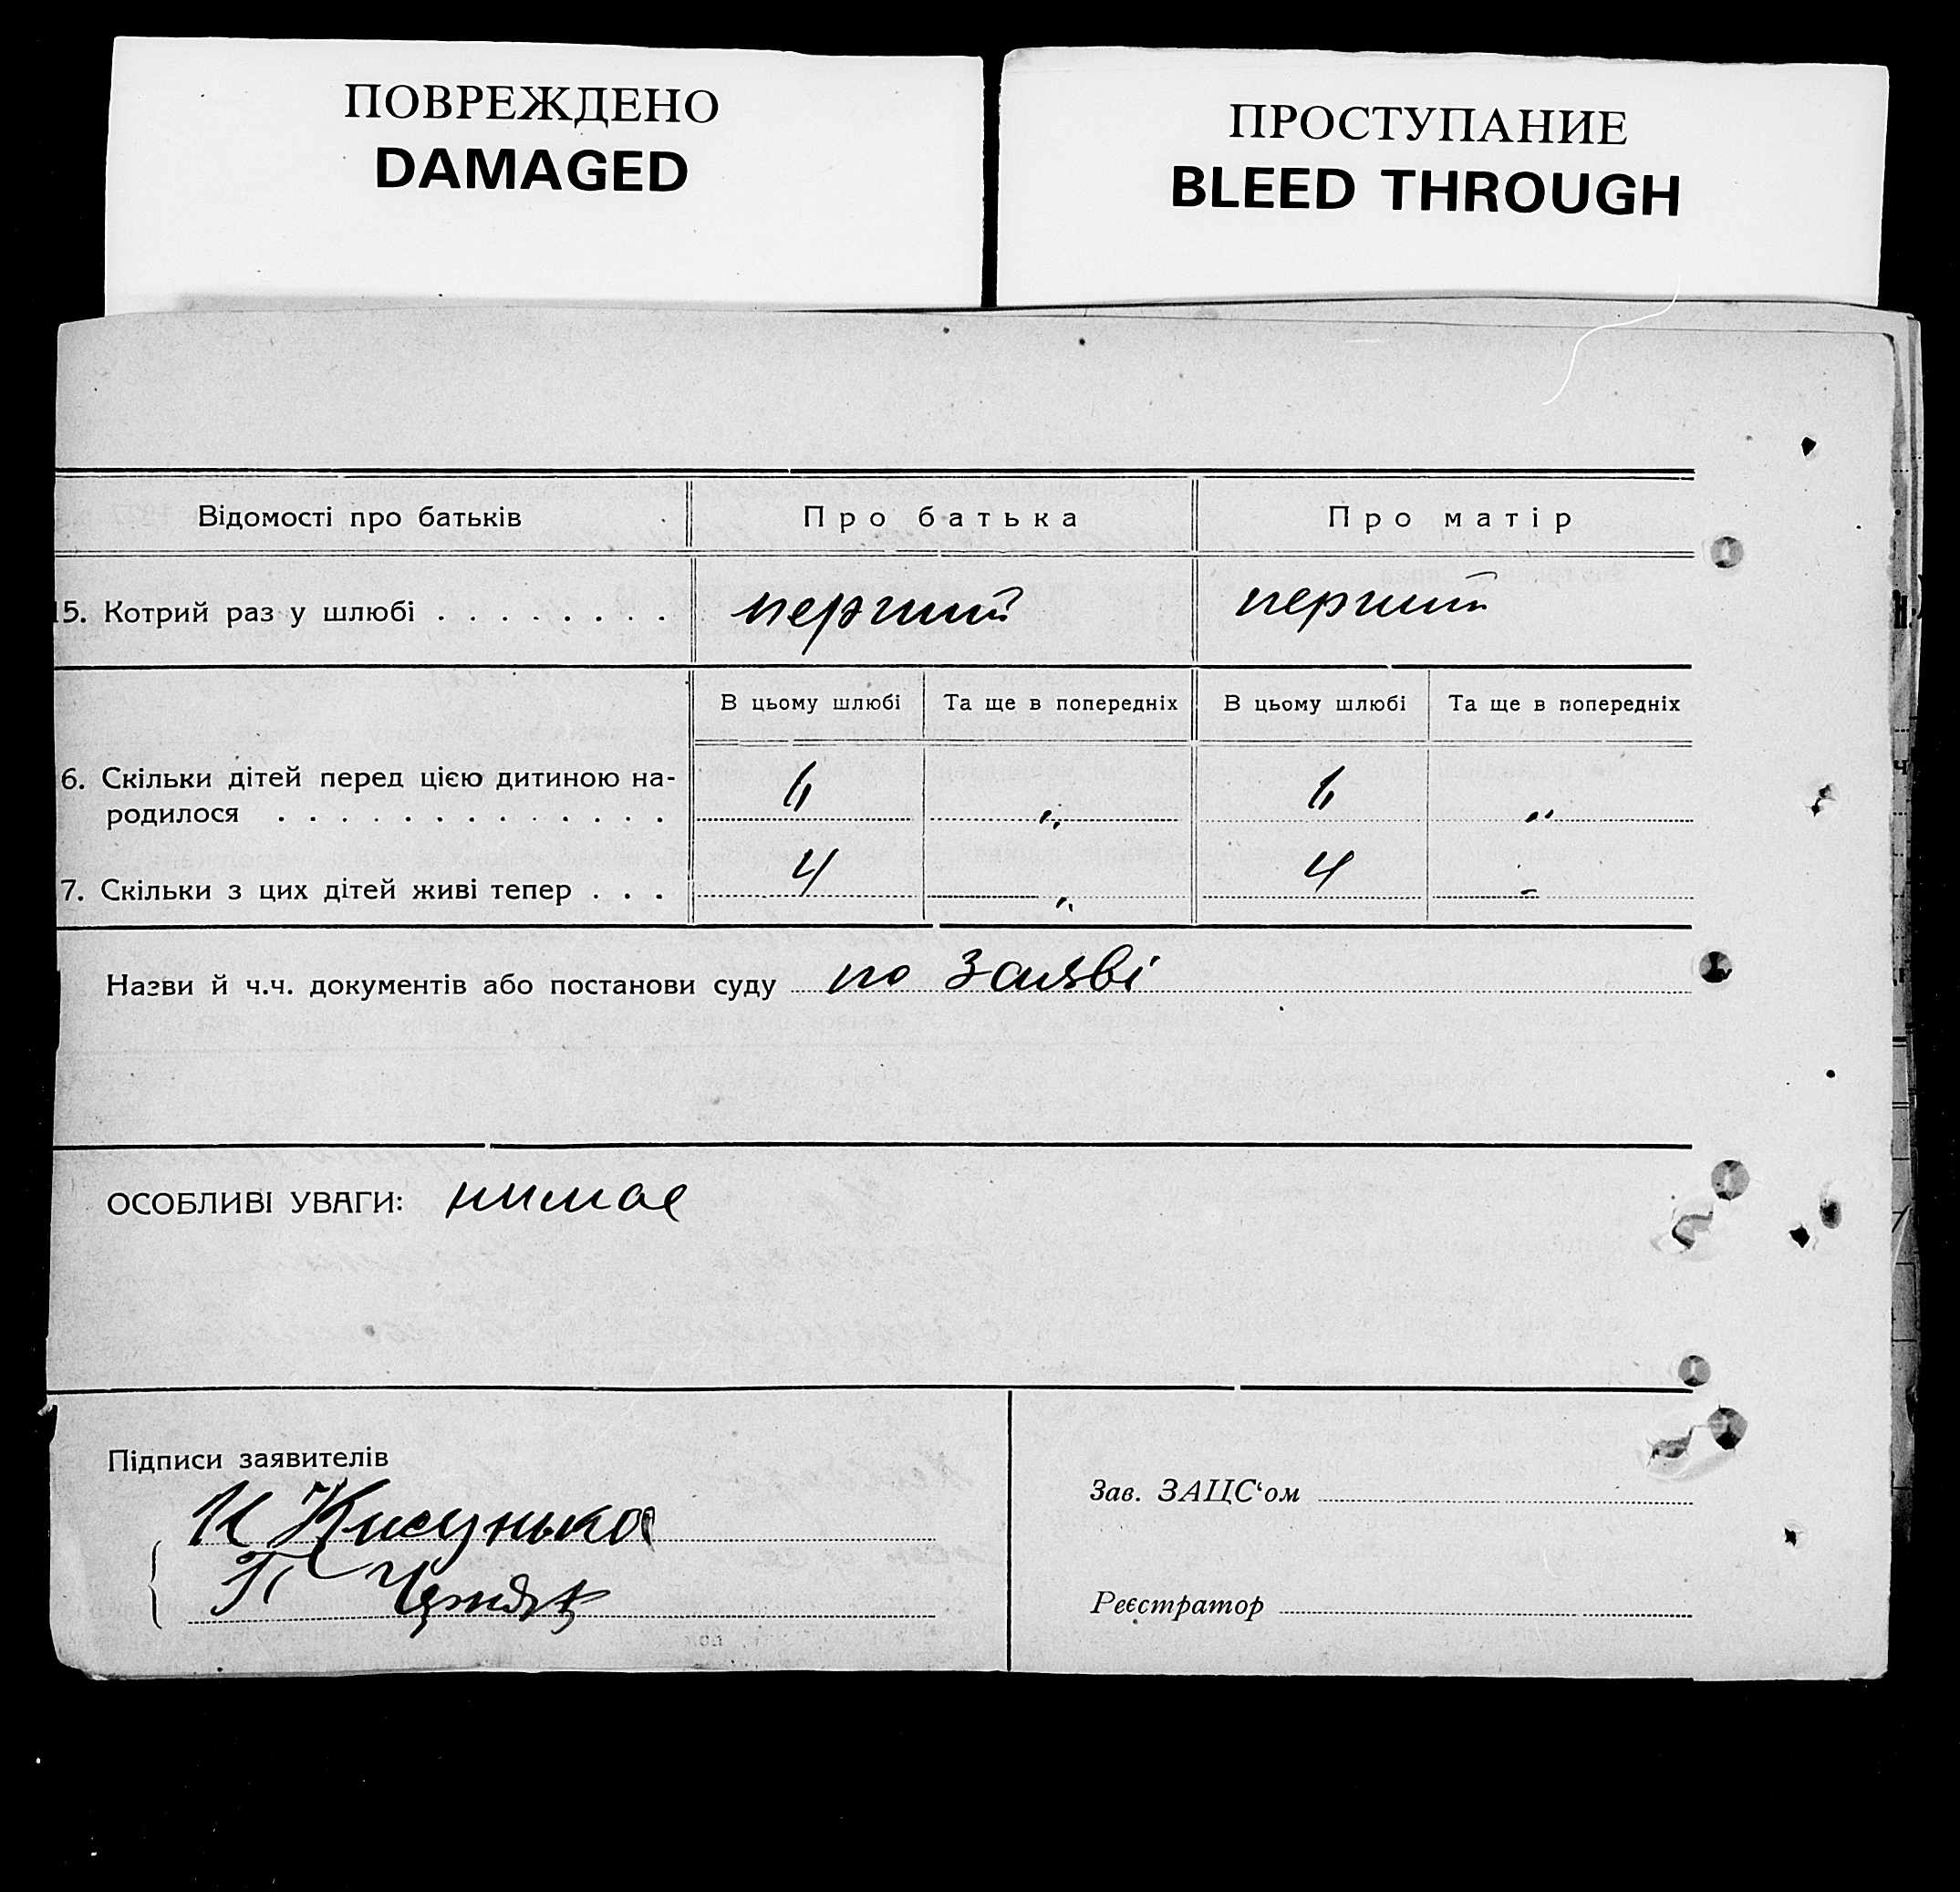 ПОВРЕЖДЕНО
DAMAGED
ПРОСТУПАНИЕ
BLEED THROUGH
Відомості про батьків
Про батька
Про матір
15. Котрий раз у шлюбі . . . . . . . .
перший
перший
В цьому шлюбі
Та ще в попередніх
В цьому шлюбі
Та ще в попередніх
6. Скільки дітей перед цією дитиною на-
родилося . . . . . . . . . . . . . .
6
„
6
„
7. Скільки з цих дітей живі тепер . . .
4
„
4
-
Назви й ч.ч. документів або постанови суду по заяві
ОСОБЛИВІ УВАГИ: нимає
Підписи заявителів
Зав. ЗАЦС‘ом
Реєстратор